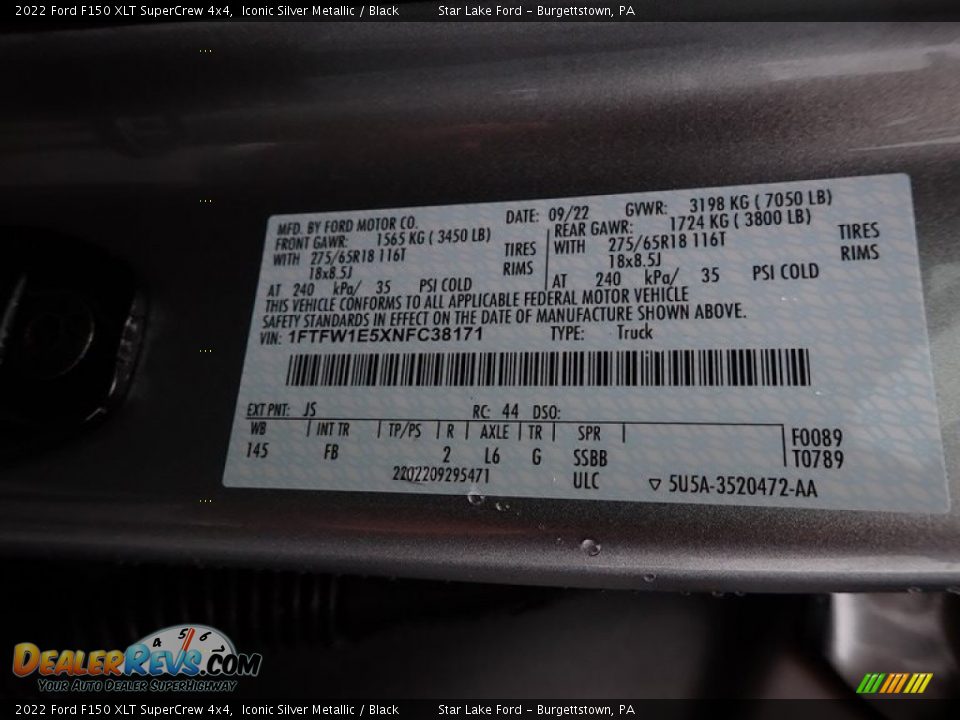 2022 Ford F150 XLT SuperCrew 4x4, Iconic Silver Metallic / Black Star Lake Ford - Burgettstown, PA
MFD. BY FORD MOTOR CO. DATE: 09/22 GVWR: 3198 KG ( 7050 LB)
FRONT GAWR: 1565 KG ( 3450 LB) REAR GAWR: 1724 KG ( 3800 LB)
WITH 275/65R18 116T TIRES WITH 275/65R18 116T TIRES
18x8.5J RIMS 18x8.5J RIMS
AT 240 kPa/ 35 PSI COLD AT 240 kPa/ 35 PSI COLD
THIS VEHICLE CONFORMS TO ALL APPLICABLE FEDERAL MOTOR VEHICLE
SAFETY STANDARDS IN EFFECT ON THE DATE OF MANUFACTURE SHOWN ABOVE.
VIN: 1FTFW1E5XNFC38171 TYPE: Truck
EXT PNT: JS RC: 44 DSO:
WB INT TR TP/PS R AXLE TR SPR F0089
145 FB 2 L6 G SSBB T0789
2202209295471 ULC 5U5A-3520472-AA
4 5 6
DEALERREVS.COM
YOUR AUTO DEALER SUPERHIGHWAY
2022 Ford F150 XLT SuperCrew 4x4, Iconic Silver Metallic / Black Star Lake Ford - Burgettstown, PA